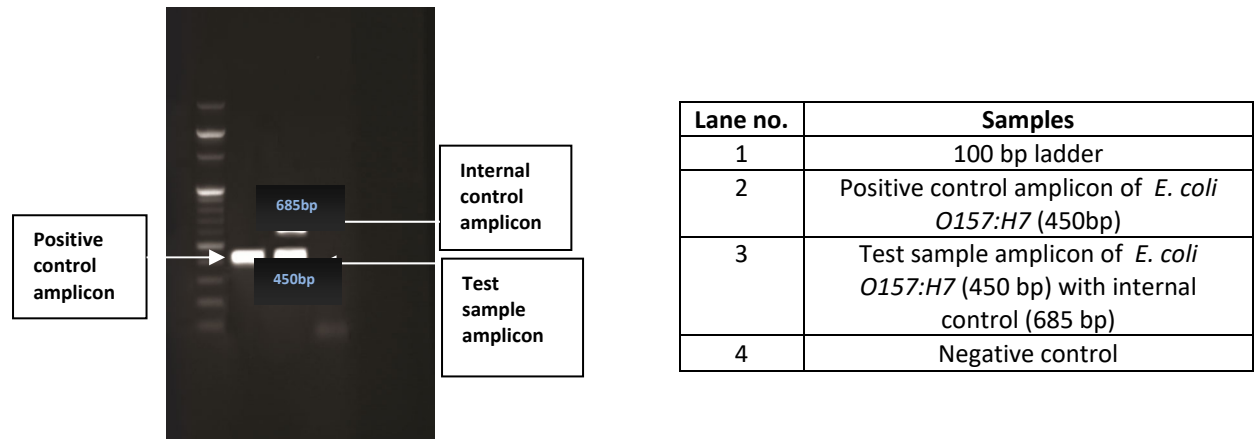 Positive
control
amplicon
685bp
450bp
Internal
control
amplicon
Test
sample
amplicon
Lane no. Samples
1 100 bp ladder
2 Positive control amplicon of E. coli
O157:H7 (450bp)
3 Test sample amplicon of E. coli
O157:H7 (450 bp) with internal
control (685 bp)
4 Negative control